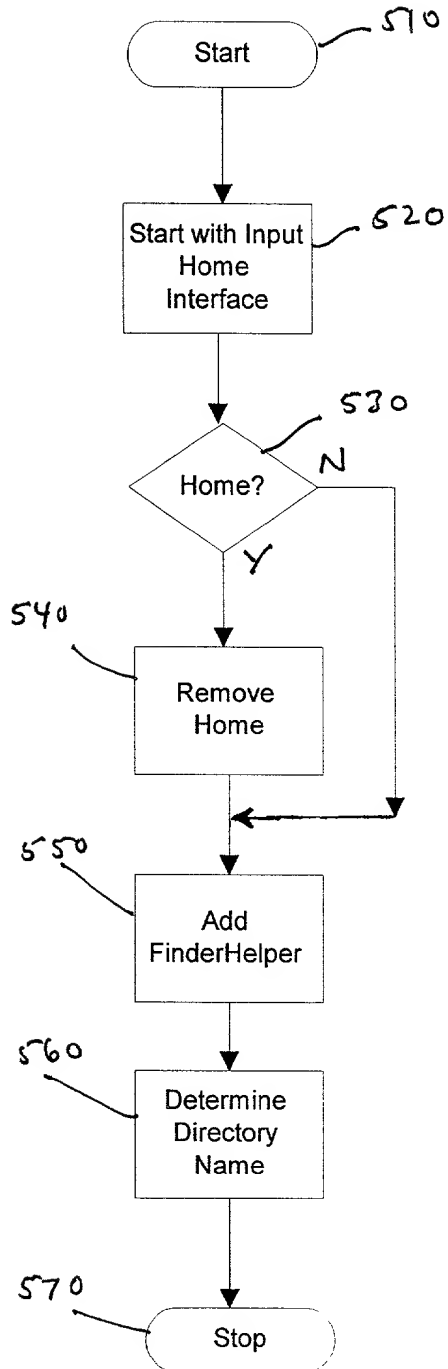 Start
510
Start with Input
Home
Interface
520
530
Home?
N
Y
540
Remove
Home
550
Add
FinderHelper
560
Determine
Directory
Name
570
Stop